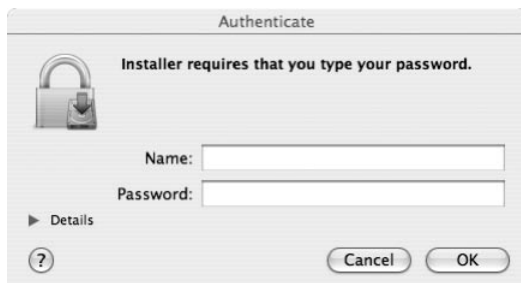 Authenticate
Installer requires that you type your password.
Name:
Password:
Details
?
Cancel
OK